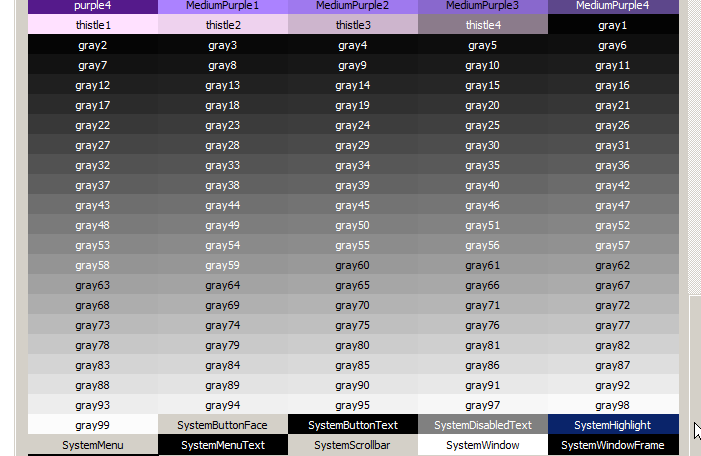 purple4 MediumPurple1 MediumPurple2 MediumPurple3 MediumPurple4
thistle1 thistle2 thistle3 thistle4 gray1
gray2 gray3 gray4 gray5 gray6
gray7 gray8 gray9 gray10 gray11
gray12 gray13 gray14 gray15 gray16
gray17 gray18 gray19 gray20 gray21
gray22 gray23 gray24 gray25 gray26
gray27 gray28 gray29 gray30 gray31
gray32 gray33 gray34 gray35 gray36
gray37 gray38 gray39 gray40 gray42
gray43 gray44 gray45 gray46 gray47
gray48 gray49 gray50 gray51 gray52
gray53 gray54 gray55 gray56 gray57
gray58 gray59 gray60 gray61 gray62
gray63 gray64 gray65 gray66 gray67
gray68 gray69 gray70 gray71 gray72
gray73 gray74 gray75 gray76 gray77
gray78 gray79 gray80 gray81 gray82
gray83 gray84 gray85 gray86 gray87
gray88 gray89 gray90 gray91 gray92
gray93 gray94 gray95 gray97 gray98
gray99 SystemButtonFace SystemButtonText SystemDisabledText SystemHighlight
SystemMenu SystemMenuText SystemScrollbar SystemWindow SystemWindowFrame